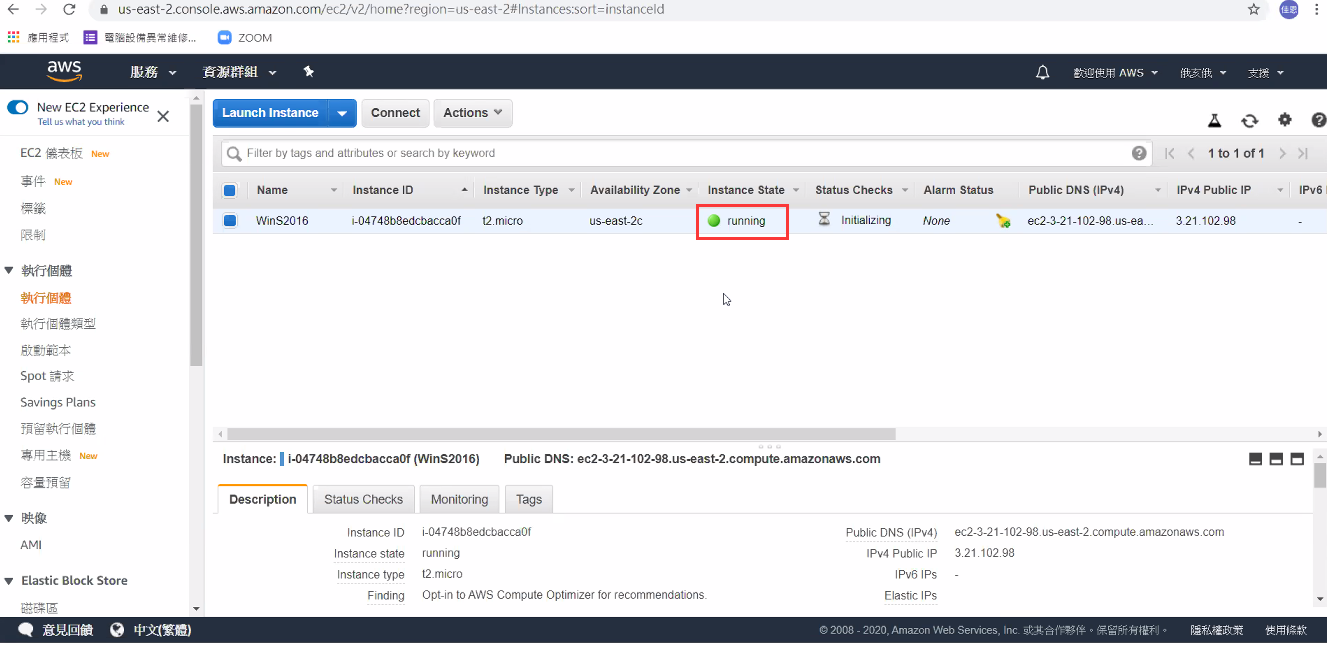 us-east-2.console.aws.amazon.com/ec2/v2/home?region=us-east-2#Instances:sort=instanceId
佳恩
應用程式 電腦設備異常維修... ZOOM
aws 服務 資源群組 歡迎使用 AWS 俄亥俄 支援
New EC2 Experience
Tell us what you think
Launch Instance Connect Actions
EC2 儀表板 New
事件 New
標籤
限制
執行個體
執行個體
執行個體類型
啟動範本
Spot 請求
Savings Plans
預留執行個體
專用主機 New
容量預留
映像
AMI
Elastic Block Store
磁碟區
Filter by tags and attributes or search by keyword 1 to 1 of 1
Name Instance ID Instance Type Availability Zone Instance State Status Checks Alarm Status Public DNS (IPv4) IPv4 Public IP IPv6
WinS2016 i-04748b8edcbacca0f t2.micro us-east-2c running Initializing None ec2-3-21-102-98.us-ea... 3.21.102.98 -
Instance: i-04748b8edcbacca0f (WinS2016) Public DNS: ec2-3-21-102-98.us-east-2.compute.amazonaws.com
Description Status Checks Monitoring Tags
Instance ID i-04748b8edcbacca0f Public DNS (IPv4) ec2-3-21-102-98.us-east-2.compute.amazonaws.com
Instance state running IPv4 Public IP 3.21.102.98
Instance type t2.micro IPv6 IPs -
Finding Opt-in to AWS Compute Optimizer for recommendations. Elastic IPs
意見回饋 中文(繁體) © 2008 - 2020, Amazon Web Services, Inc. 或其合作夥伴。保留所有權利。 隱私權政策 使用條款